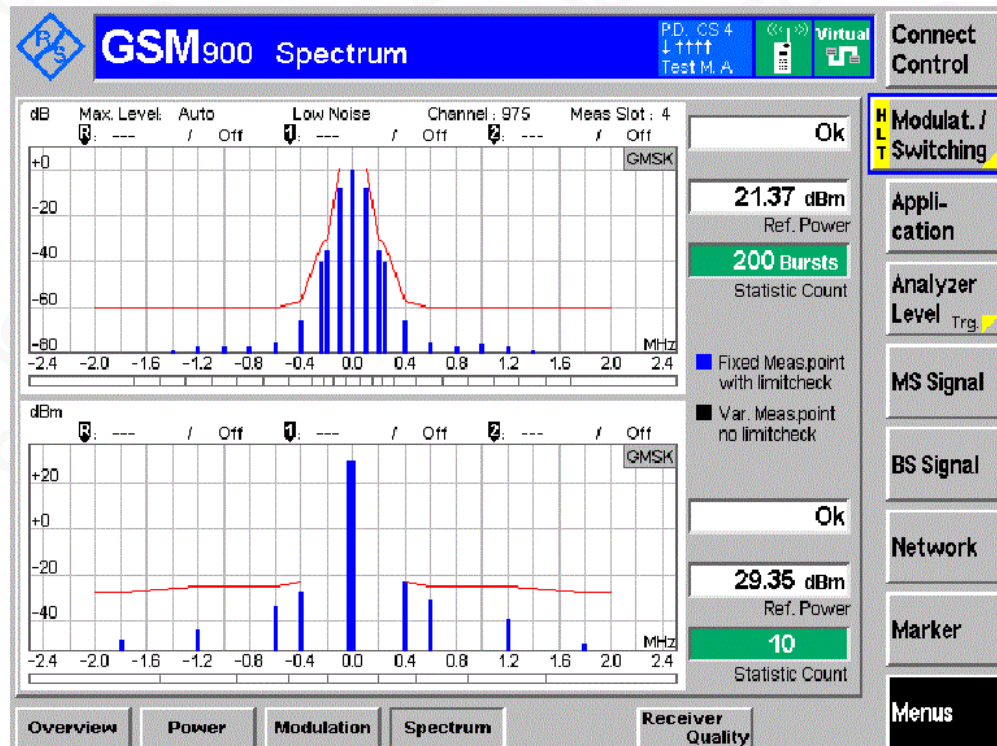 R/S
GSM900 Spectrum
P.D. CS 4
↓ ↑↑↑↑
Test M. A.
Virtual
Connect Control
dB Max. Level: Auto Low Noise Channel : 975 Meas Slot : 4
R: --- / Off 1: --- / Off 2: --- / Off
GMSK
+0
-20
-40
-60
-80
MHz
-2.4 -2.0 -1.6 -1.2 -0.8 -0.4 0.0 0.4 0.8 1.2 1.6 2.0 2.4
Ok
21.37 dBm
Ref. Power
200 Bursts
Statistic Count
Fixed Meas.point
with limitcheck
Var. Meas.point
no limitcheck
dBm
R: --- / Off 1: --- / Off 2: --- / Off
GMSK
+20
+0
-20
-40
MHz
-2.4 -2.0 -1.6 -1.2 -0.8 -0.4 0.0 0.4 0.8 1.2 1.6 2.0 2.4
Ok
29.35 dBm
Ref. Power
10
Statistic Count
HLT
Modulat. /
Switching
Appli-
cation
Analyzer
Level Trg.
MS Signal
BS Signal
Network
Marker
Menus
Overview Power Modulation Spectrum Receiver
Quality